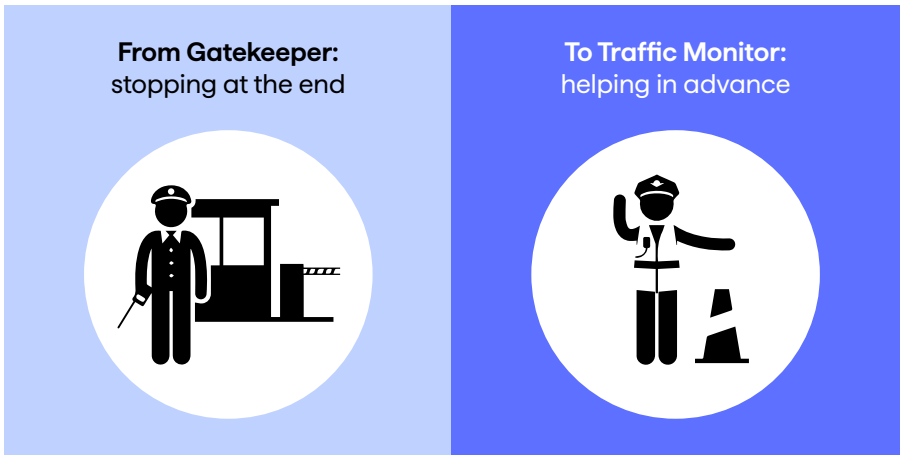 From Gatekeeper:
stopping at the end
To Traffic Monitor:
helping in advance